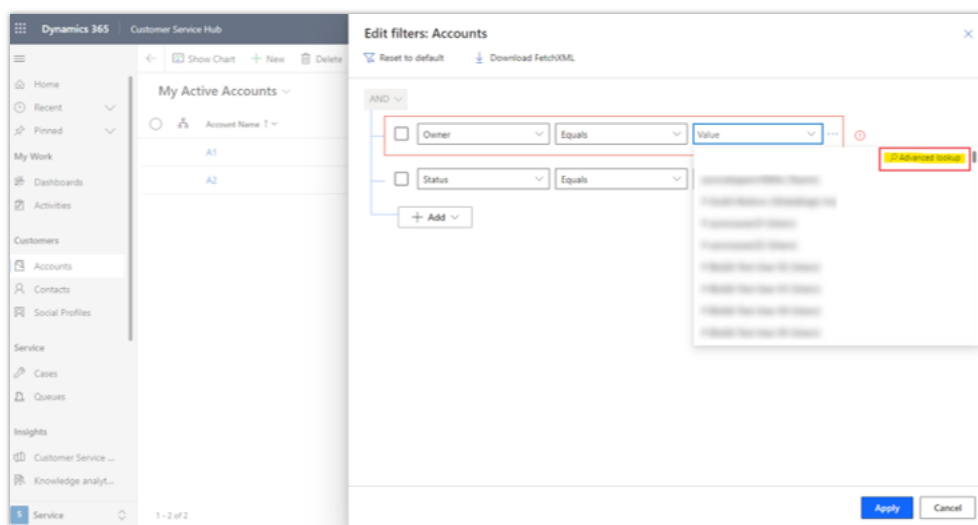 Dynamics 365 Customer Service Hub
Show Chart New Delete
Home
Recent
Pinned
My Work
Dashboards
Activities
Customers
Accounts
Contacts
Social Profiles
Service
Cases
Queues
Insights
Customer Service ...
Knowledge analyt...
S Service
My Active Accounts
Account Name ↑
A1
A2
1 - 2 of 2
Edit filters: Accounts
Reset to default Download FetchXML
AND
Owner Equals Value ...
Advanced lookup
Status Equals
+ Add
Apply Cancel